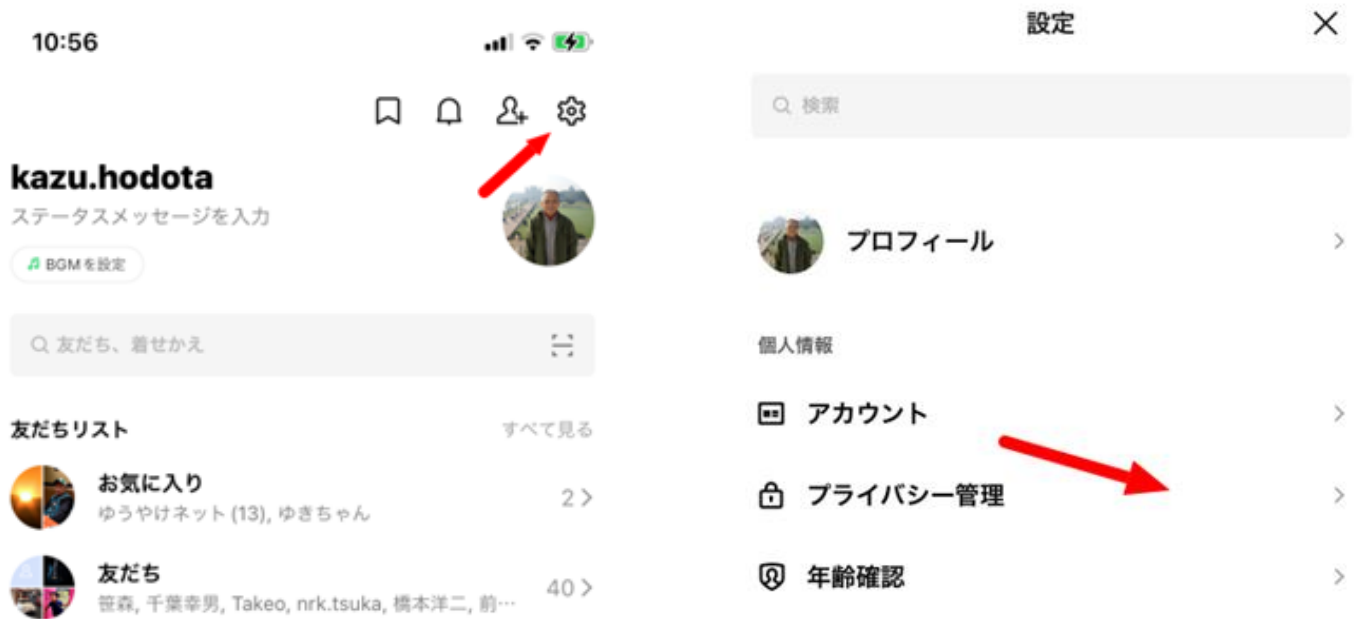 10:56
kazu.hodota
ステータスメッセージを入力
BGMを設定
友だち、着せかえ
友だちリスト
すべて見る
お気に入り
ゆうやけネット (13), ゆきちゃん
2
友だち
笹森, 千葉幸男, Takeo, nrk.tsuka, 橋本洋二, 前…
40
設定
検索
プロフィール
個人情報
アカウント
プライバシー管理
年齢確認